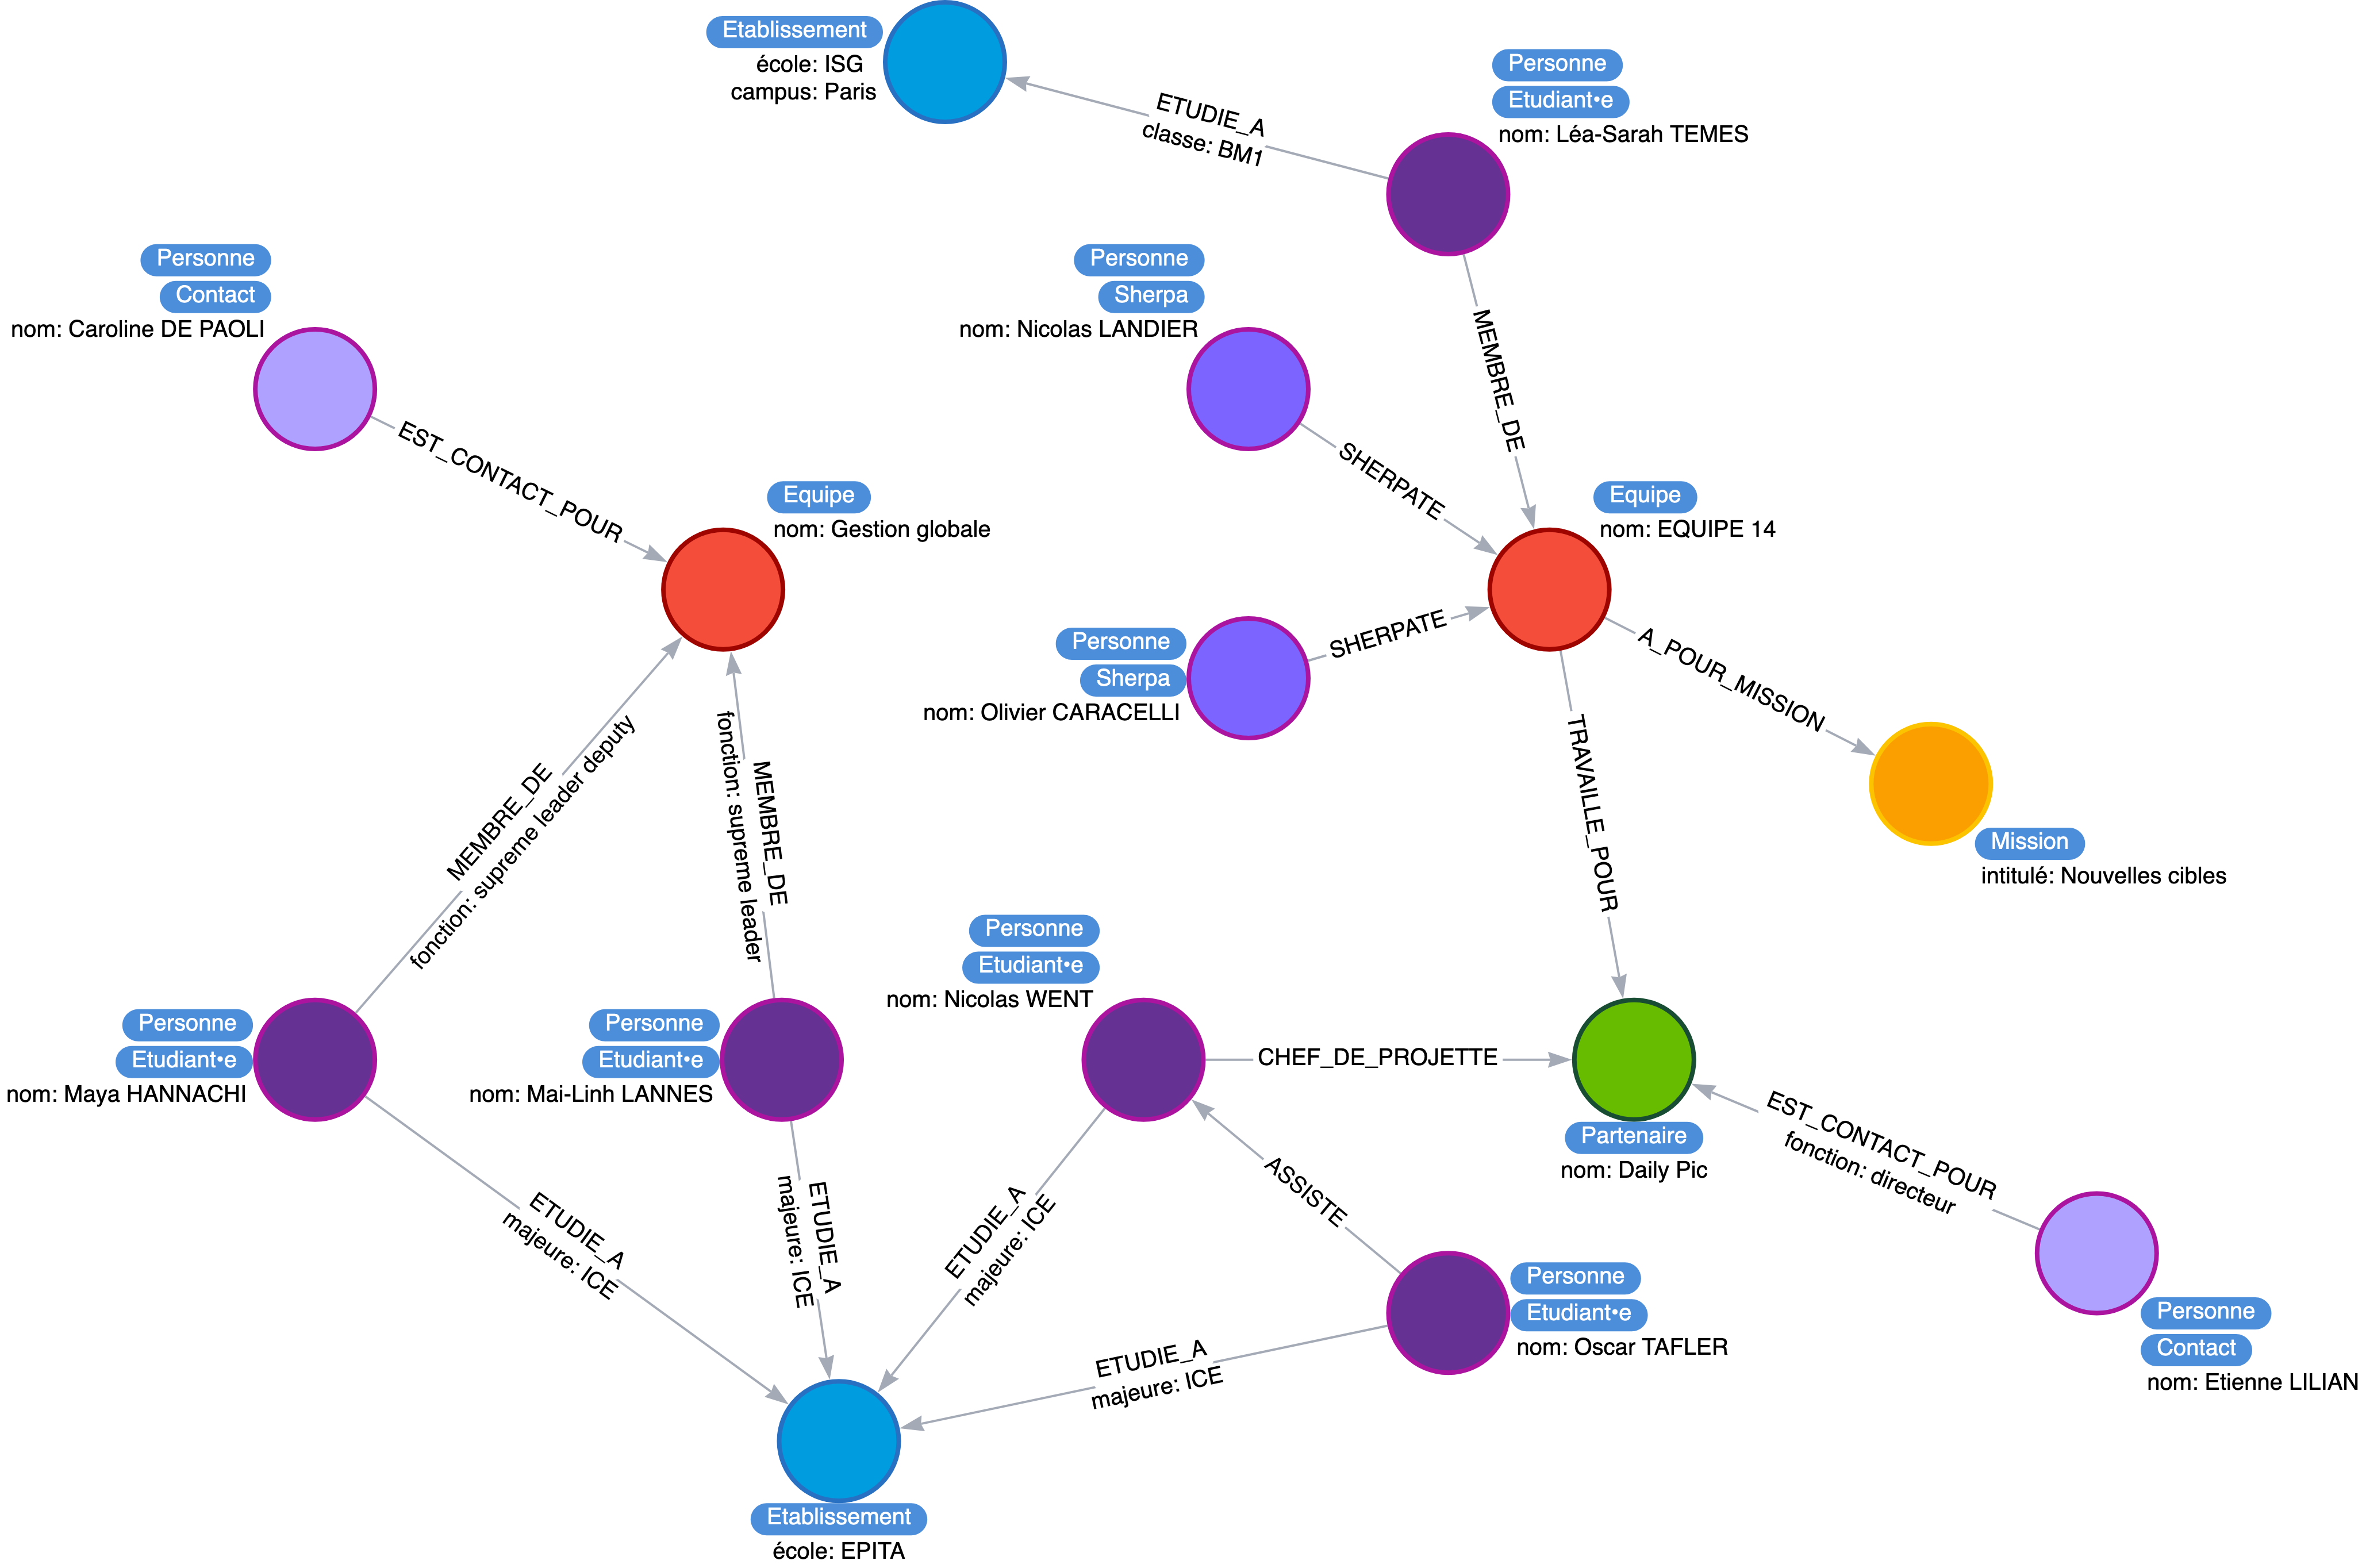 Etablissement
école: ISG
campus: Paris
Personne
Etudiant•e
nom: Léa-Sarah TEMES
ETUDIE_A
classe: BM1
Personne
Contact
nom: Caroline DE PAOLI
Personne
Sherpa
nom: Nicolas LANDIER
MEMBRE_DE
EST_CONTACT_POUR
SHERPATE
Equipe
nom: Gestion globale
Equipe
nom: EQUIPE 14
Personne
Sherpa
nom: Olivier CARACELLI
SHERPATE
A_POUR_MISSION
MEMBRE_DE
fonction: supreme leader deputy
MEMBRE_DE
fonction: supreme leader
TRAVAILLE_POUR
Mission
intitulé: Nouvelles cibles
Personne
Etudiant•e
nom: Nicolas WENT
Personne
Etudiant•e
nom: Maya HANNACHI
Personne
Etudiant•e
nom: Mai-Linh LANNES
CHEF_DE_PROJETTE
Partenaire
nom: Daily Pic
EST_CONTACT_POUR
fonction: directeur
ETUDIE_A
majeure: ICE
ETUDIE_A
majeure: ICE
ETUDIE_A
majeure: ICE
ASSISTE
Personne
Etudiant•e
nom: Oscar TAFLER
Personne
Contact
nom: Etienne LILIAN
ETUDIE_A
majeure: ICE
Etablissement
école: EPITA